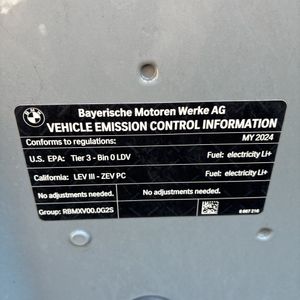 BMW
Bayerische Motoren Werke AG
VEHICLE EMISSION CONTROL INFORMATION
Conforms to regulations: MY 2024
U.S. EPA: Tier 3 - Bin 0 LDV Fuel: electricity Li+
California: LEV III - ZEV PC Fuel: electricity Li+
No adjustments needed. No adjustments needed.
Group: RBMXV00.0G2S